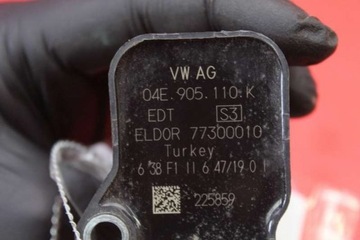 VW AG
04E.905.110.K
EDT S3
ELDOR 77300010
Turkey
6 38 F1 11 6 47/19 0 1
225859